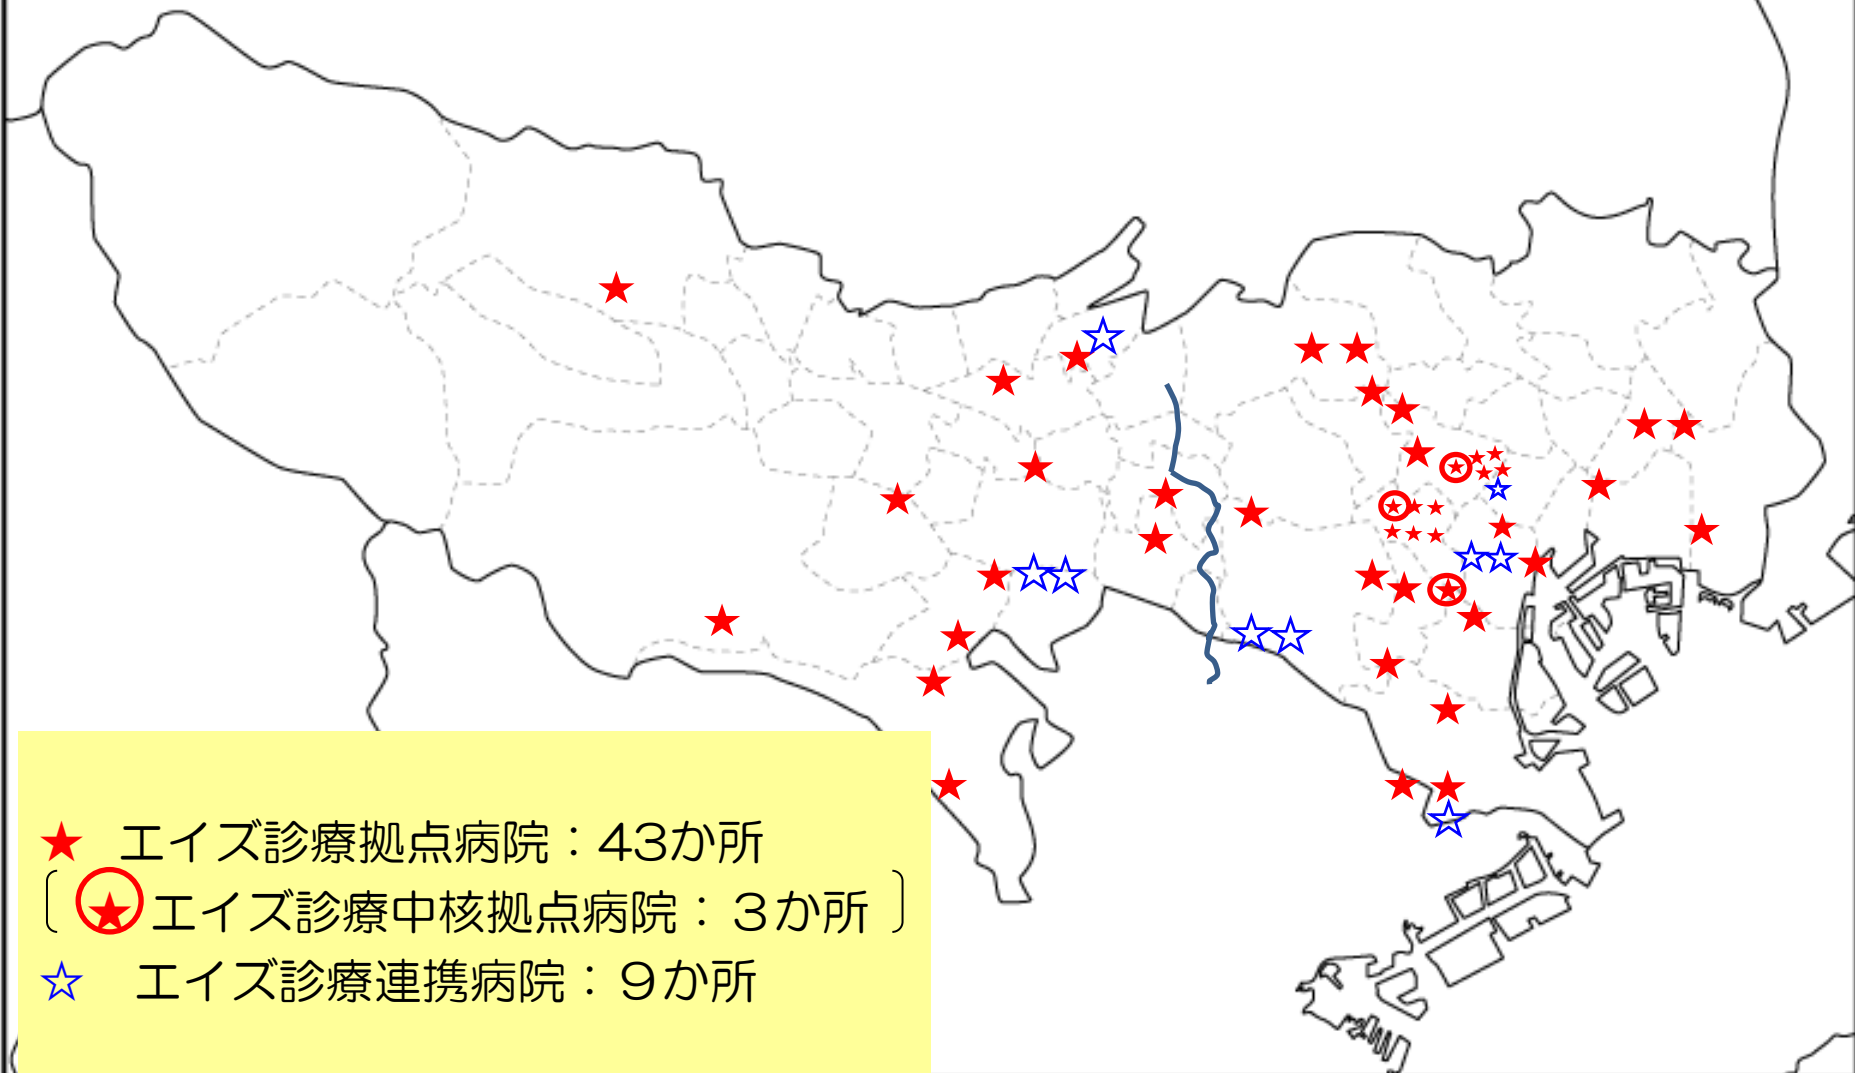 ★ エイズ診療拠点病院：43か所
〔★エイズ診療中核拠点病院：３か所〕
☆ エイズ診療連携病院：９か所